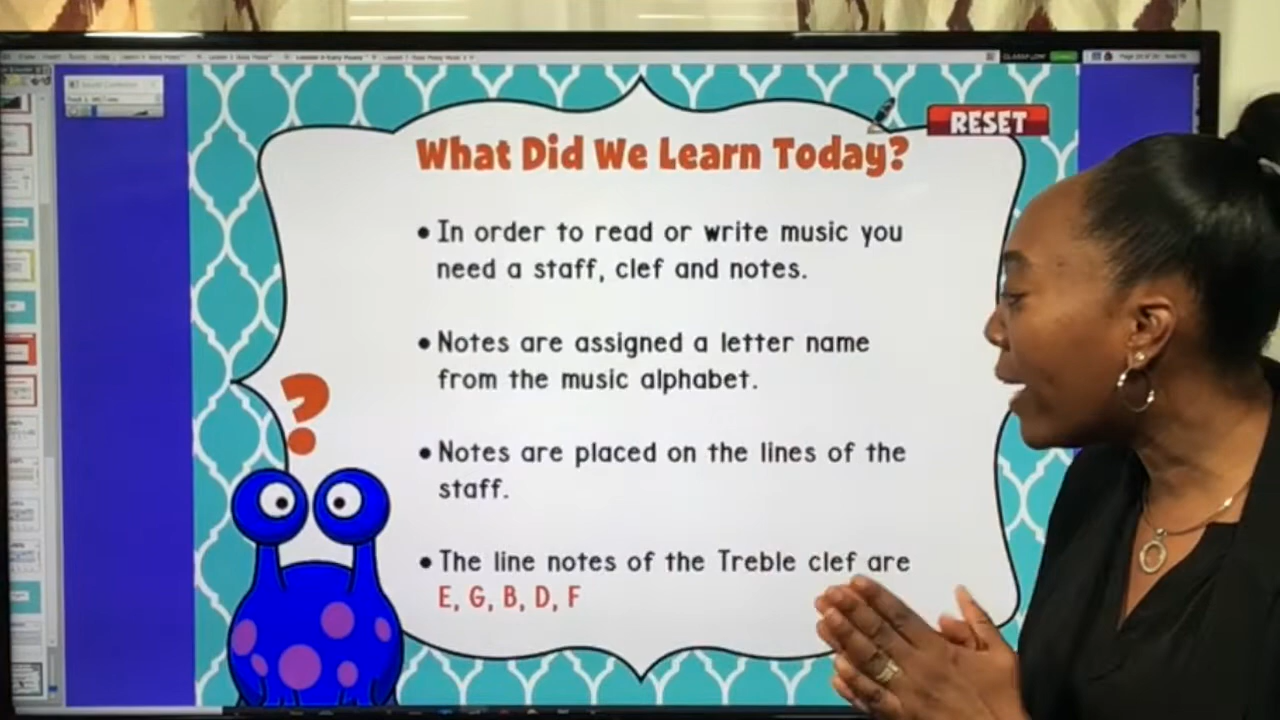 RESET
What Did We Learn Today?
• In order to read or write music you
need a staff, clef and notes.
• Notes are assigned a letter name
from the music alphabet.
• Notes are placed on the lines of the
staff.
• The line notes of the Treble clef are
E, G, B, D, F
?